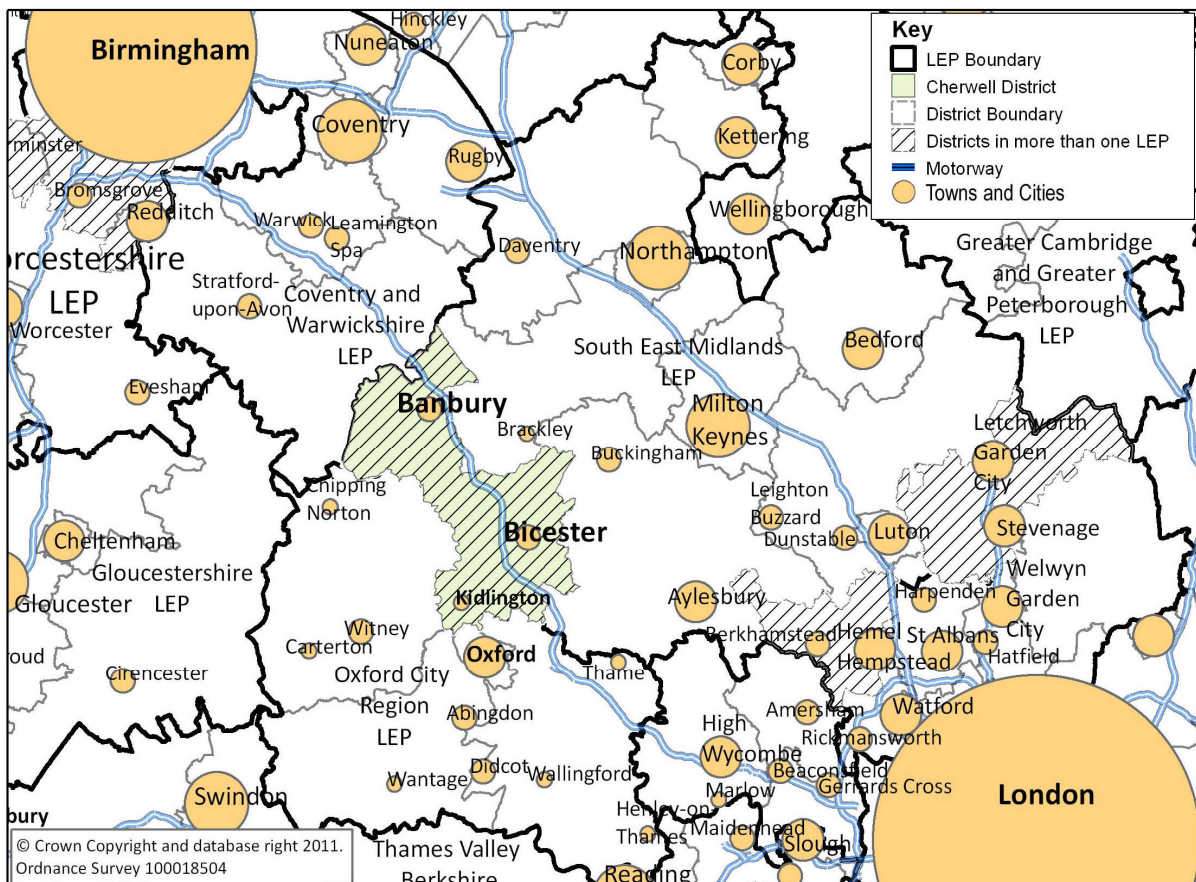 Birmingham
Hinckley
Nuneaton
Corby
Coventry
Kettering
Rugby
Key
LEP Boundary
Cherwell District
District Boundary
Districts in more than one LEP
Motorway
Towns and Cities
rminster
Bromsgrove
Redditch
Warwick
Leamington
Spa
Daventry
Wellingborough
Northampton
orcestershire
LEP
Worcester
Stratford-
upon-Avon
Coventry and
Warwickshire
LEP
Greater Cambridge
and Greater
Peterborough
LEP
South East Midlands
LEP
Bedford
Evesham
Banbury
Brackley
Buckingham
Milton
Keynes
Letchworth
Garden
City
Chipping
Norton
Leighton
Buzzard
Dunstable
Luton
Stevenage
Cheltenham
Gloucestershire
LEP
Gloucester
Bicester
Kidlington
Aylesbury
Harpenden
Welwyn
Garden
City
Hatfield
Witney
Carterton
Oxford
Oxford City
Region
LEP
Thame
Berkhamstead
Hemel
Hempstead
St Albans
oud
Cirencester
Abingdon
High
Wycombe
Amersham
Rickmansworth
Watford
Swindon
Wantage
Didcot
Wallingford
Beaconsfield
Gerrards Cross
Marlow
London
Henley-on-
Thames
Maidenhead
Slough
bury
© Crown Copyright and database right 2011.
Ordnance Survey 100018504
Thames Valley
Berkshire
Reading